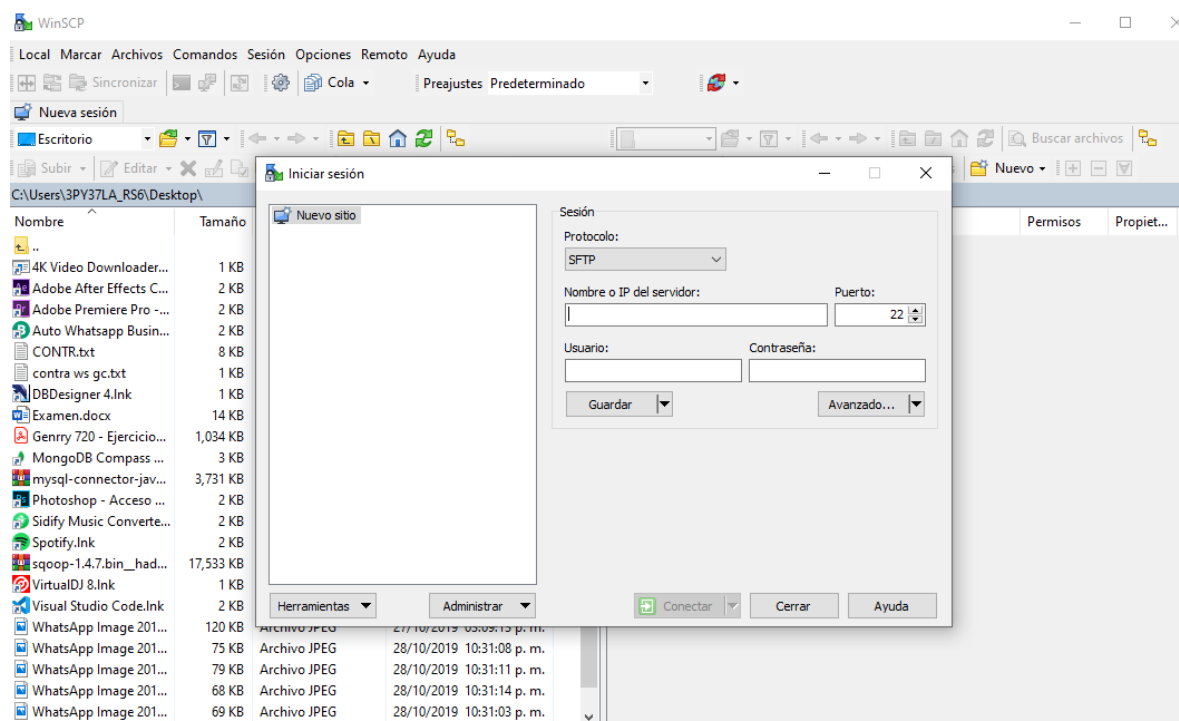 WinSCP
Local Marcar Archivos Comandos Sesión Opciones Remoto Ayuda
Sincronizar Cola Preajustes Predeterminado
Nueva sesión
Escritorio Buscar archivos
Subir Editar Nuevo
C:\Users\3PY37LA_RS6\Desktop\
Nombre Tamaño Permisos Propiet...
..
4K Video Downloader... 1 KB
Adobe After Effects C... 2 KB
Adobe Premiere Pro -... 2 KB
Auto Whatsapp Busin... 2 KB
CONTR.txt 8 KB
contra ws gc.txt 1 KB
DBDesigner 4.lnk 1 KB
Examen.docx 14 KB
Genrry 720 - Ejercicio... 1,034 KB
MongoDB Compass ... 3 KB
mysql-connector-jav... 3,731 KB
Photoshop - Acceso ... 2 KB
Sidify Music Converte... 2 KB
Spotify.lnk 2 KB
sqoop-1.4.7.bin__had... 17,533 KB
VirtualDJ 8.lnk 1 KB
Visual Studio Code.lnk 2 KB
WhatsApp Image 201... 120 KB Archivo JPEG 27/10/2019 03:09:13 p. m.
WhatsApp Image 201... 75 KB Archivo JPEG 28/10/2019 10:31:08 p. m.
WhatsApp Image 201... 79 KB Archivo JPEG 28/10/2019 10:31:11 p. m.
WhatsApp Image 201... 68 KB Archivo JPEG 28/10/2019 10:31:14 p. m.
WhatsApp Image 201... 69 KB Archivo JPEG 28/10/2019 10:31:03 p. m.
Iniciar sesión
Nuevo sitio
Sesión
Protocolo:
SFTP
Nombre o IP del servidor: Puerto:
22
Usuario: Contraseña:
Guardar Avanzado...
Herramientas Administrar Conectar Cerrar Ayuda